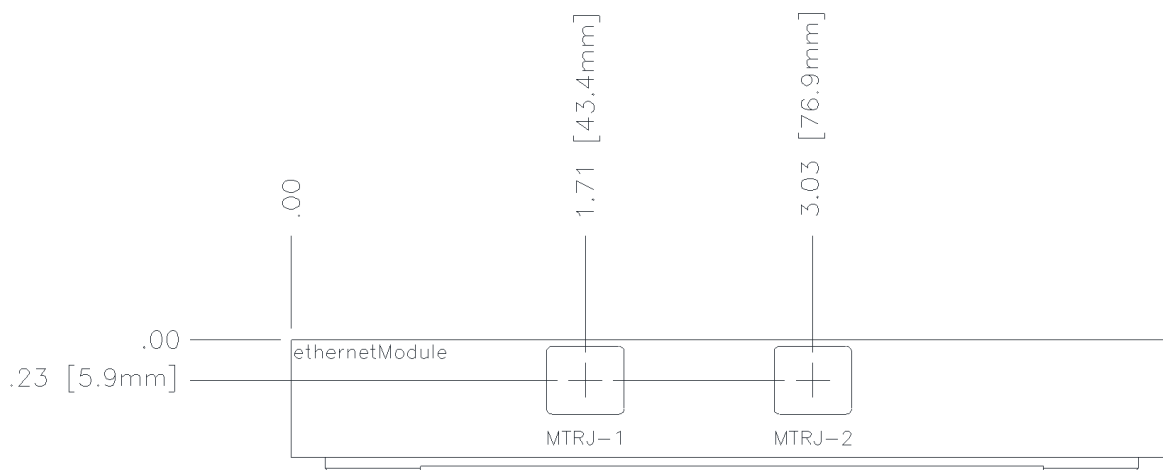 1.71 [43.4mm]
3.03 [76.9mm]
.00
.00
ethernetModule
.23 [5.9mm]
MTRJ-1
MTRJ-2